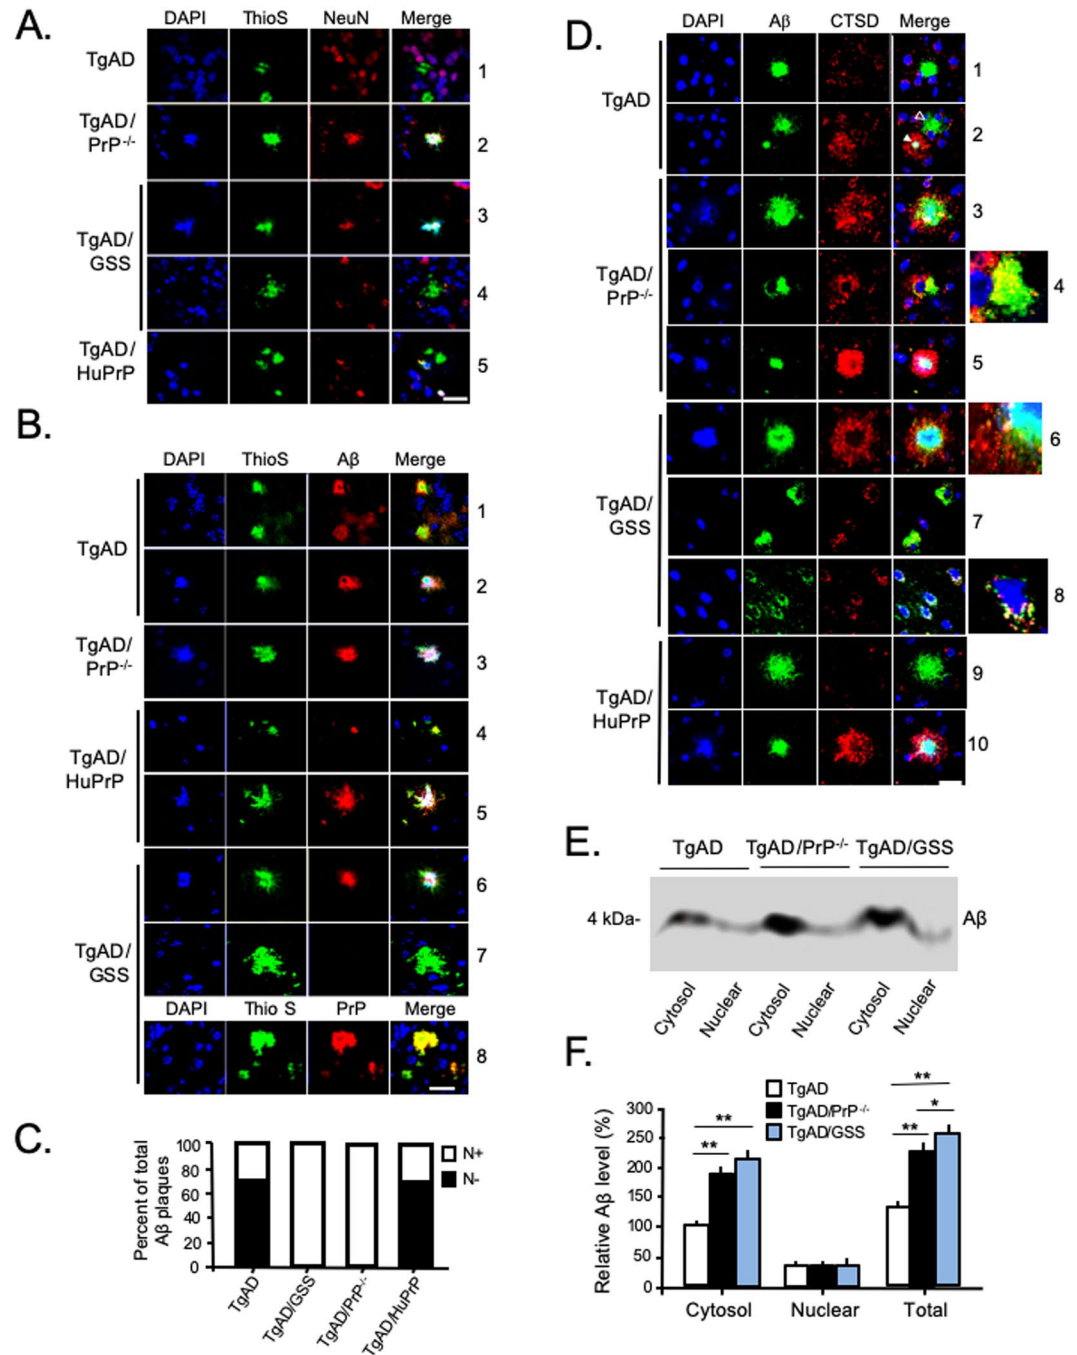 A.
DAPI ThioS NeuN Merge
TgAD
1
TgAD/
PrP-/-
2
3
TgAD/
GSS
4
TgAD/
HuPrP
5
B.
DAPI ThioS Aβ Merge
1
TgAD
2
TgAD/
PrP-/-
3
4
TgAD/
HuPrP
5
6
7
TgAD/
GSS
DAPI Thio S PrP Merge
8
C.
Percent of total
Aβ plaques
100
80
60
40
20
0
N+
N-
TgAD
TgAD/GSS
TgAD/PrP-/-
TgAD/HuPrP
D.
DAPI Aβ CTSD Merge
1
TgAD
2
3
TgAD/
PrP-/-
4
5
6
TgAD/
GSS
7
8
9
TgAD/
HuPrP
10
E.
TgAD TgAD/PrP-/- TgAD/GSS
4 kDa-
Aβ
Cytosol Nuclear Cytosol Nuclear Cytosol Nuclear
F.
Relative Aβ level (%)
300
250
200
150
100
50
0
TgAD
TgAD/PrP-/-
TgAD/GSS
**
**
**
*
**
Cytosol Nuclear Total